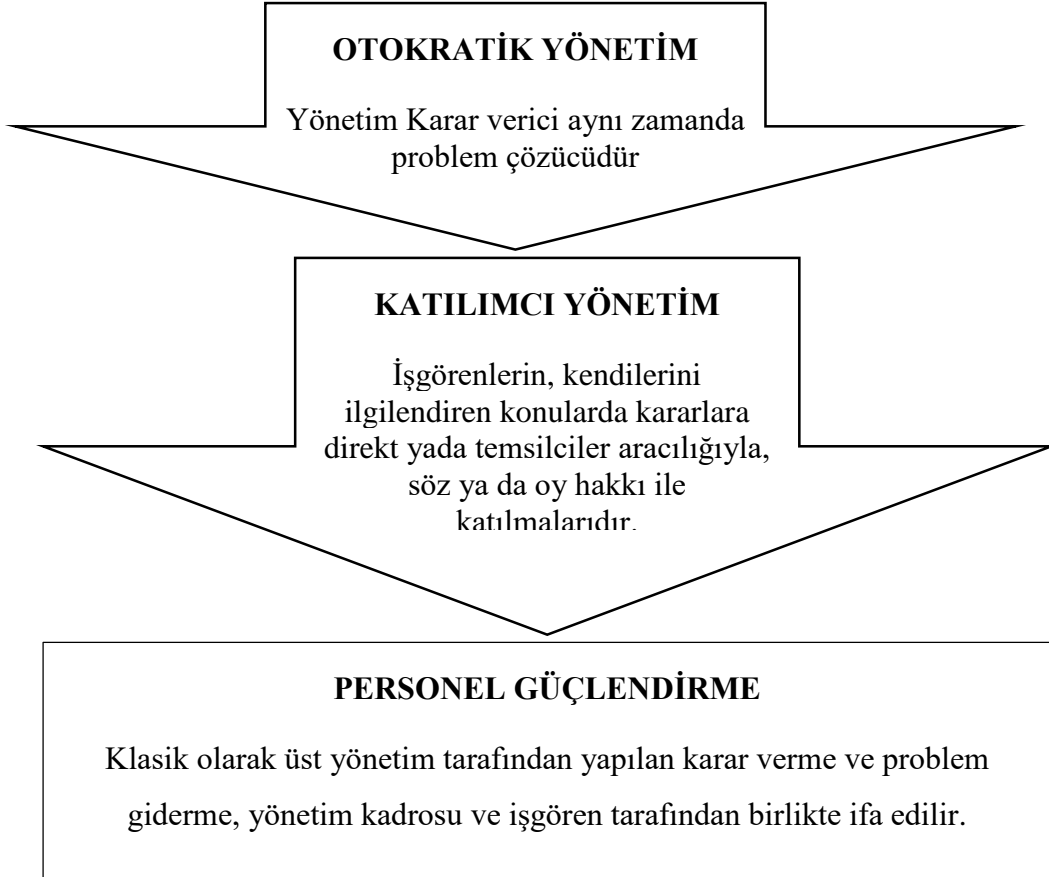 OTOKRATİK YÖNETİM
Yönetim Karar verici aynı zamanda
problem çözücüdür
KATILIMCI YÖNETİM
İşgörenlerin, kendilerini
ilgilendiren konularda kararlara
direkt yada temsilciler aracılığıyla,
söz ya da oy hakkı ile
katılmalarıdır.
PERSONEL GÜÇLENDİRME
Klasik olarak üst yönetim tarafından yapılan karar verme ve problem
giderme, yönetim kadrosu ve işgören tarafından birlikte ifa edilir.